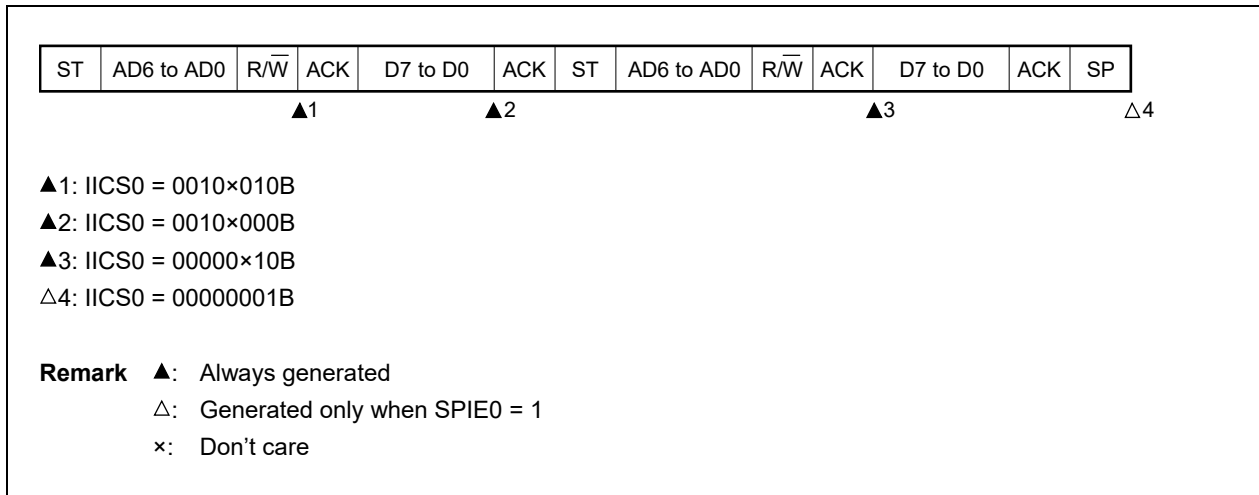 ST AD6 to AD0 R/W̅ ACK D7 to D0 ACK ST AD6 to AD0 R/W̅ ACK D7 to D0 ACK SP
▲1 ▲2 ▲3 △4
▲1: IICS0 = 0010×010B
▲2: IICS0 = 0010×000B
▲3: IICS0 = 00000×10B
△4: IICS0 = 00000001B
Remark ▲: Always generated
△: Generated only when SPIE0 = 1
×: Don’t care